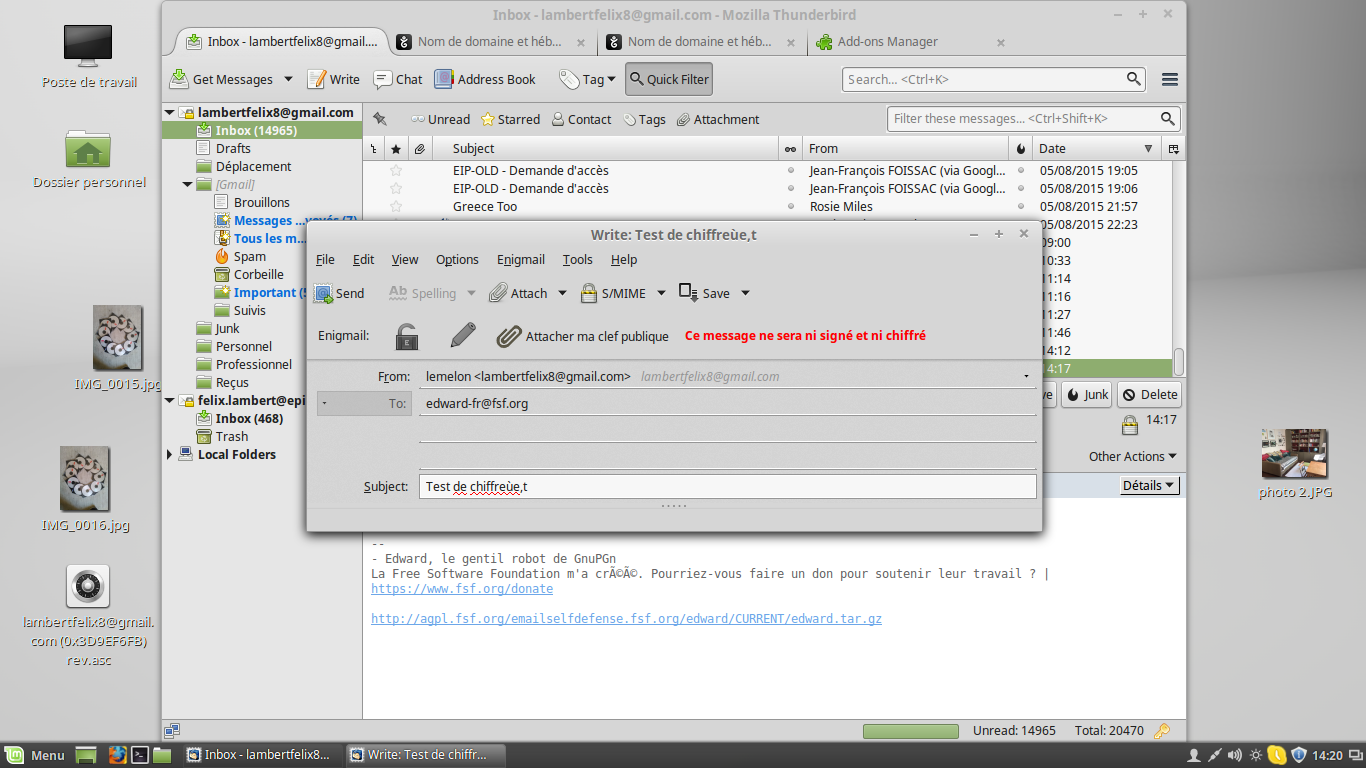 Inbox - lambertfelix8@gmail.com - Mozilla Thunderbird
Inbox - lambertfelix8@gmail....
Nom de domaine et héb...
Nom de domaine et héb...
Add-ons Manager
Get Messages
Write
Chat
Address Book
Tag
Quick Filter
Search... <Ctrl+K>
Poste de travail
Dossier personnel
IMG_0015.jpg
IMG_0016.jpg
lambertfelix8@gmail.
com (0x3D9EF6FB)
rev.asc
photo 2.JPG
lambertfelix8@gmail.com
Inbox (14965)
Drafts
Déplacement
[Gmail]
Brouillons
Messages ...voyés (7)
Tous les m...
Spam
Corbeille
Important (5
Suivis
Junk
Personnel
Professionnel
Reçus
felix.lambert@epi
Inbox (468)
Trash
Local Folders
Unread
Starred
Contact
Tags
Attachment
Filter these messages... <Ctrl+Shift+K>
Subject
From
Date
EIP-OLD - Demande d'accès
Jean-François FOISSAC (via Googl...
05/08/2015 19:05
EIP-OLD - Demande d'accès
Jean-François FOISSAC (via Googl...
05/08/2015 19:06
Greece Too
Rosie Miles
05/08/2015 21:57
05/08/2015 22:23
09:00
10:33
11:14
11:16
11:27
11:46
14:12
14:17
Write: Test de chiffreùe,t
File
Edit
View
Options
Enigmail
Tools
Help
Send
Spelling
Attach
S/MIME
Save
Enigmail:
Attacher ma clef publique
Ce message ne sera ni signé et ni chiffré
From:
lemelon <lambertfelix8@gmail.com>
lambertfelix8@gmail.com
To:
edward-fr@fsf.org
Subject:
Test de chiffreùe,t
ve
Junk
Delete
14:17
Other Actions
Détails
--
- Edward, le gentil robot de GnuPGn
La Free Software Foundation m'a crÃ©Ã©. Pourriez-vous faire un don pour soutenir leur travail ? |
https://www.fsf.org/donate
http://agpl.fsf.org/emailselfdefense.fsf.org/edward/CURRENT/edward.tar.gz
Unread: 14965
Total: 20470
Menu
Inbox - lambertfelix8...
Write: Test de chiffr...
14:20